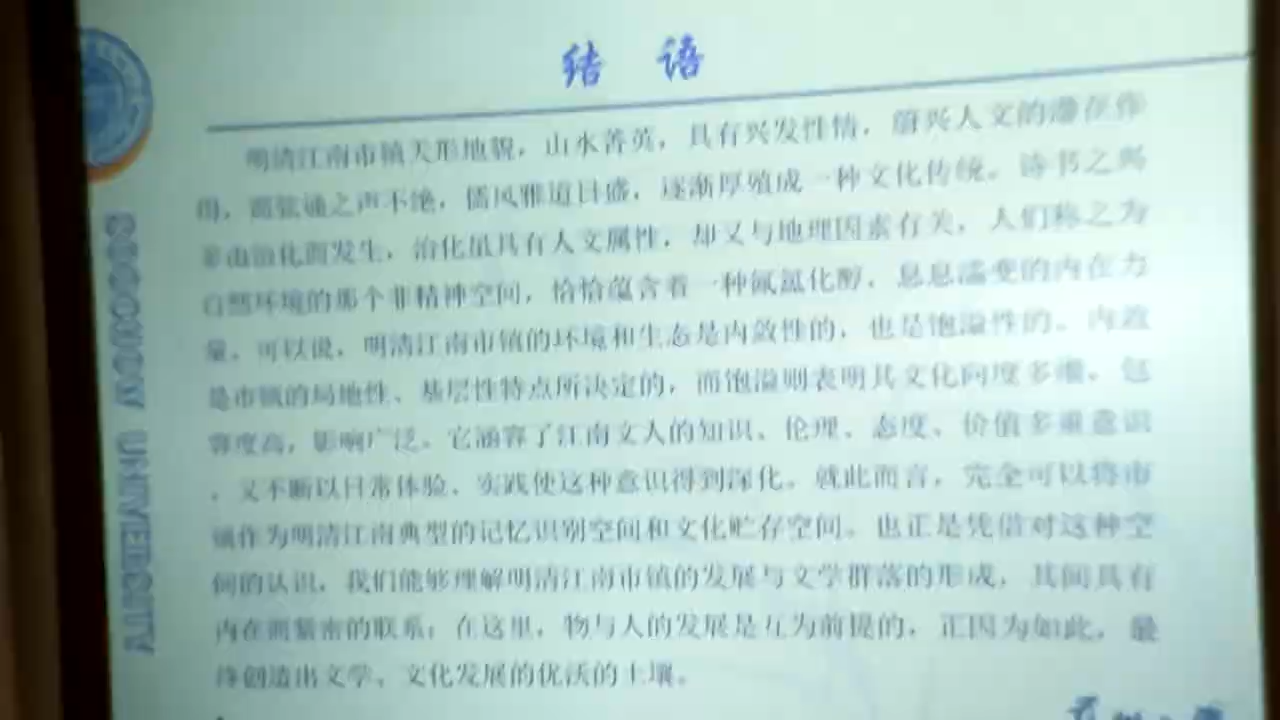 结 语
明清江南市镇天形地貌，山水菁英，具有兴发性情，蔚兴人文的潜在作
用，而弦诵之声不绝，儒风雅道日盛，逐渐厚殖成一种文化传统。诗书之
非由治化而发生，治化虽具有人文属性，却又与地理因素有关，人们称之为
自然环境的那个非精神空间，恰恰蕴含着一种氤氲化醇，息息濡变的内在力
量。可以说，明清江南市镇的环境和生态是内敛性的，也是饱溢性的。内敛
是市镇的局地性、基层性特点所决定的，而饱溢则表明其文化向度多维，包
容度高，影响广泛。它涵容了江南文人的知识、伦理、态度、价值多重意识
，又不断以日常体验、实践使这种意识得到深化。就此而言，完全可以将市
镇作为明清江南典型的记忆识别空间和文化贮存空间。也正是凭借对这种空
间的认识，我们能够理解明清江南市镇的发展与文学群落的形成，其间具有
内在而紧密的联系；在这里，物与人的发展是互为前提的，正因为如此，最
终创造出文学、文化发展的优沃的土壤。
SOOCHOW UNIVERSITY